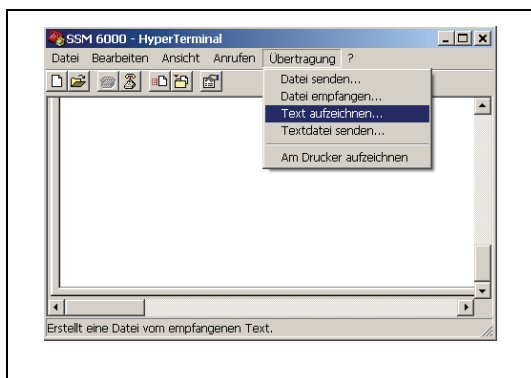 SSM 6000 - HyperTerminal
Datei Bearbeiten Ansicht Anrufen Übertragung ?
Datei senden...
Datei empfangen...
Text aufzeichnen...
Textdatei senden...
Am Drucker aufzeichnen
Erstellt eine Datei vom empfangenen Text.